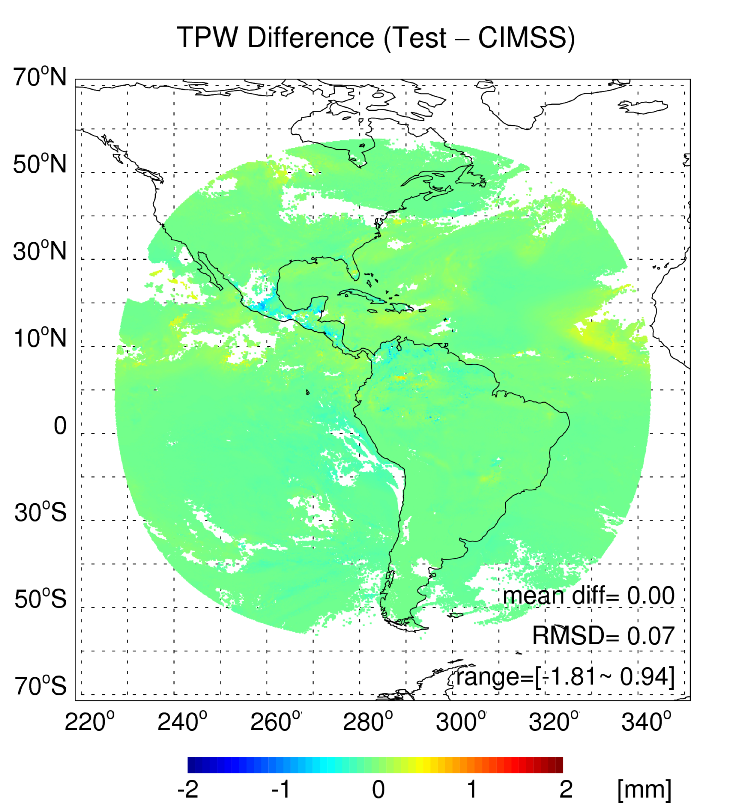 TPW Difference (Test – CIMSS)
70°N
50°N
30°N
10°N
0
30°S
50°S
70°S
mean diff= 0.00
RMSD= 0.07
range=[-1.81~ 0.94]
220° 240° 260° 280° 300° 320° 340°
-2 -1 0 1 2 [mm]